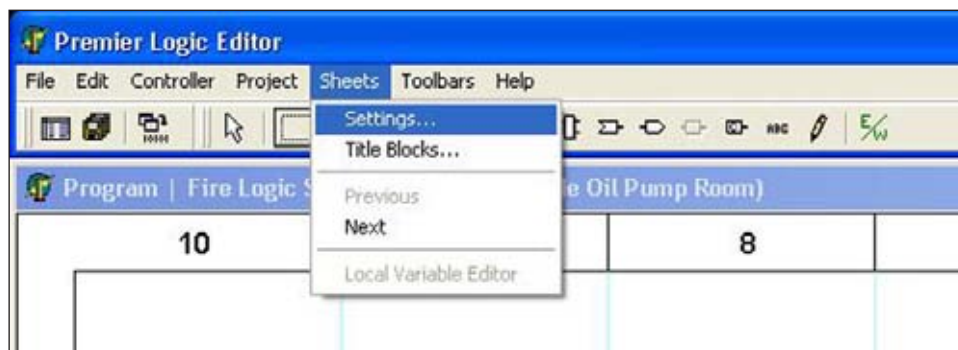 Premier Logic Editor
File Edit Controller Project Sheets Toolbars Help
Settings...
ABC E/W
Title Blocks...
Program | Fire Logic e Oil Pump Room)
Previous
Next
10 8
Local Variable Editor